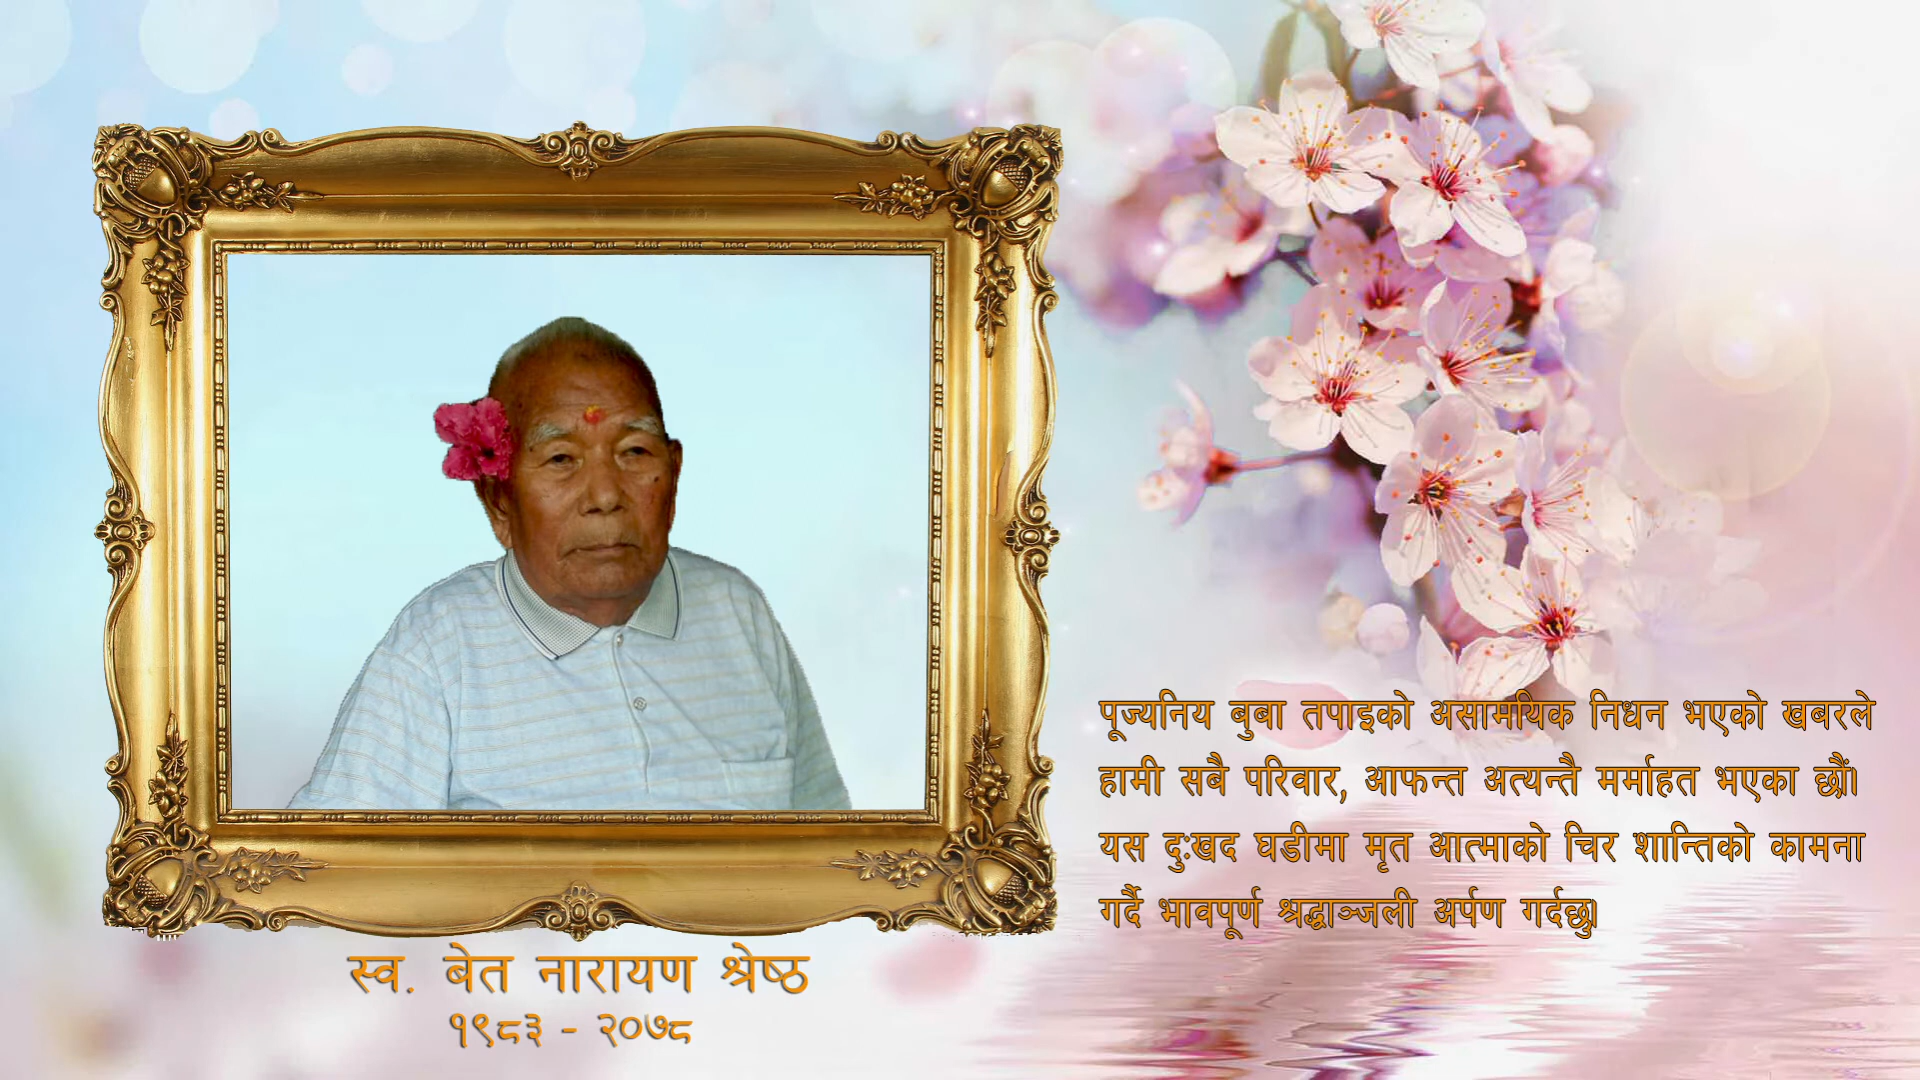 पूज्यनिय बुबा तपाइको असामयिक निधन भएको खबरले
हामी सबै परिवार, आफन्त अत्यन्तै मर्माहत भएका छौं।
यस दुःखद घडीमा मृत आत्माको चिर शान्तिको कामना
गर्दै भावपूर्ण श्रद्धाञ्जली अर्पण गर्दछु।
स्व. बेत नारायण श्रेष्ठ
१९८३ - २०७८